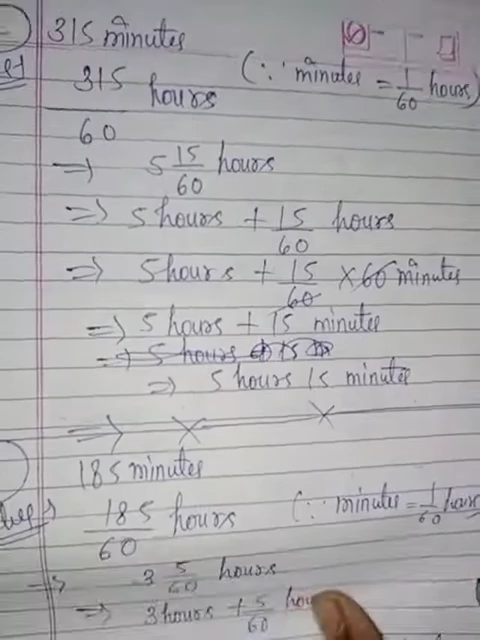 315 minutes
315/60 hours (∵ minutes = 1/60 hours)
⇒ 5 15/60 hours
⇒ 5 hours + 15/60 hours
⇒ 5 hours + 15/60 × 60 minutes
⇒ 5 hours + 15 minutes
⇒ 5 hours
⇒ 5 hours 15 minutes
185 minutes
185/60 hours (∵ minutes = 1/60 hours
⇒ 3 5/60 hours
⇒ 3 hours + 5/60